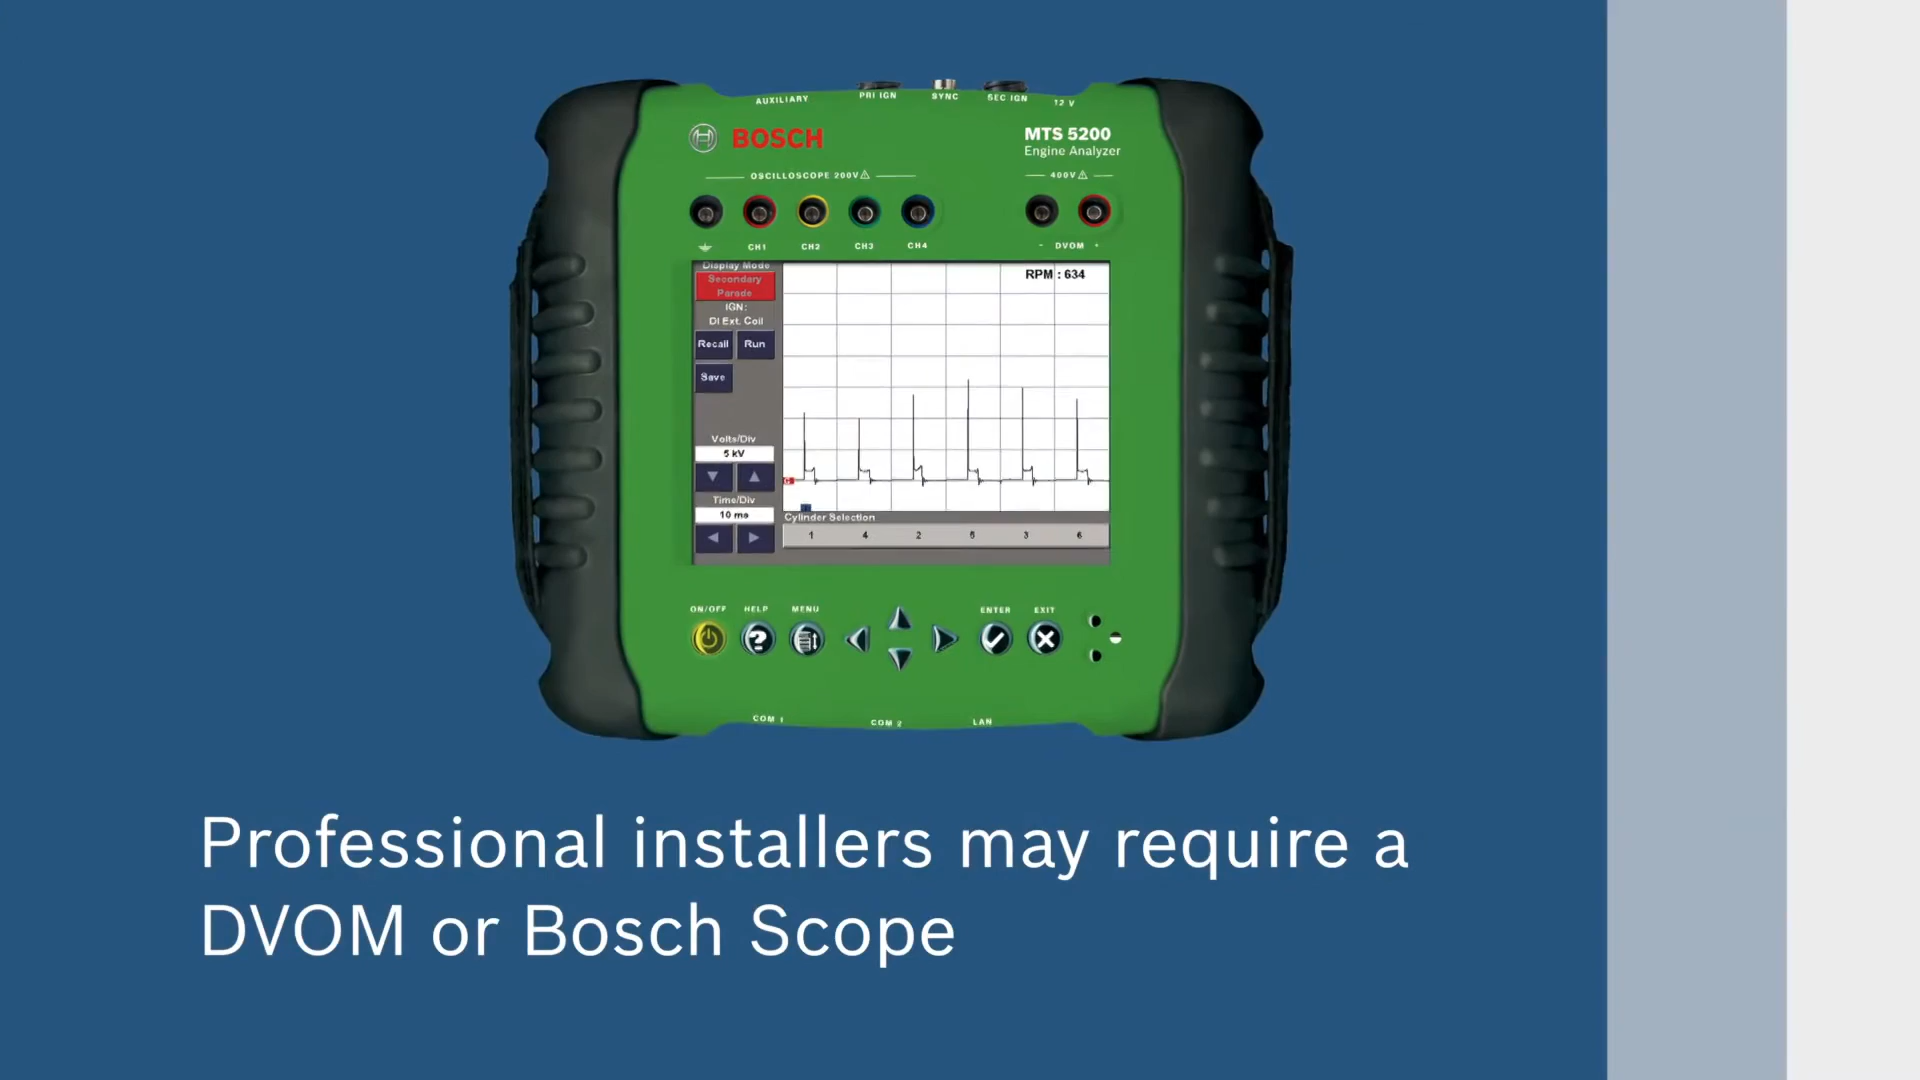 AUXILIARY PRI IGN SYNC SEC IGN 12 V
BOSCH
MTS 5200
Engine Analyzer
OSCILLOSCOPE 200V
400V
CH1 CH2 CH3 CH4
- DVOM +
Display Mode
Secondary
Parade
IGN:
DI Ext. Coil
Recall Run
Save
Volts/Div
5 kV
Time/Div
10 ms
RPM : 634
Cylinder Selection
1 4 2 5 3 6
ON/OFF HELP MENU ENTER EXIT
COM 1 COM 2 LAN
Professional installers may require a
DVOM or Bosch Scope